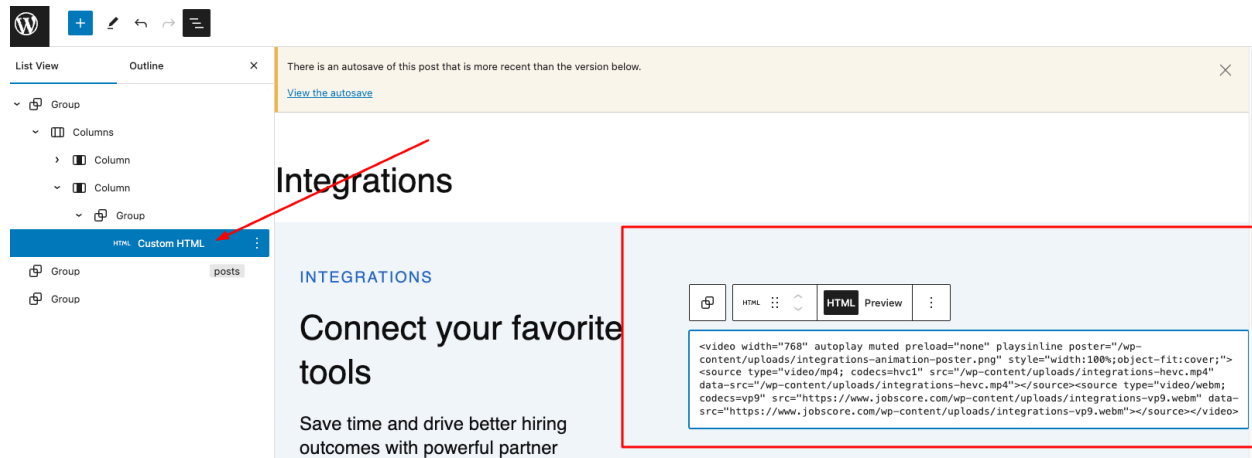 List View
Outline
There is an autosave of this post that is more recent than the version below.
View the autosave
Group
Columns
Column
Column
Group
HTML Custom HTML
Group
posts
Group
Integrations
INTEGRATIONS
Connect your favorite
tools
Save time and drive better hiring
outcomes with powerful partner
HTML
HTML
Preview
<video width="768" autoplay muted preload="none" playsinline poster="/wp-
content/uploads/integrations-animation-poster.png" style="width:100%;object-fit:cover;">
<source type="video/mp4; codecs=hvc1" src="/wp-content/uploads/integrations-hevc.mp4"
data-src="/wp-content/uploads/integrations-hevc.mp4"></source><source type="video/webm;
codecs=vp9" src="https://www.jobscore.com/wp-content/uploads/integrations-vp9.webm" data-
src="https://www.jobscore.com/wp-content/uploads/integrations-vp9.webm"></source></video>